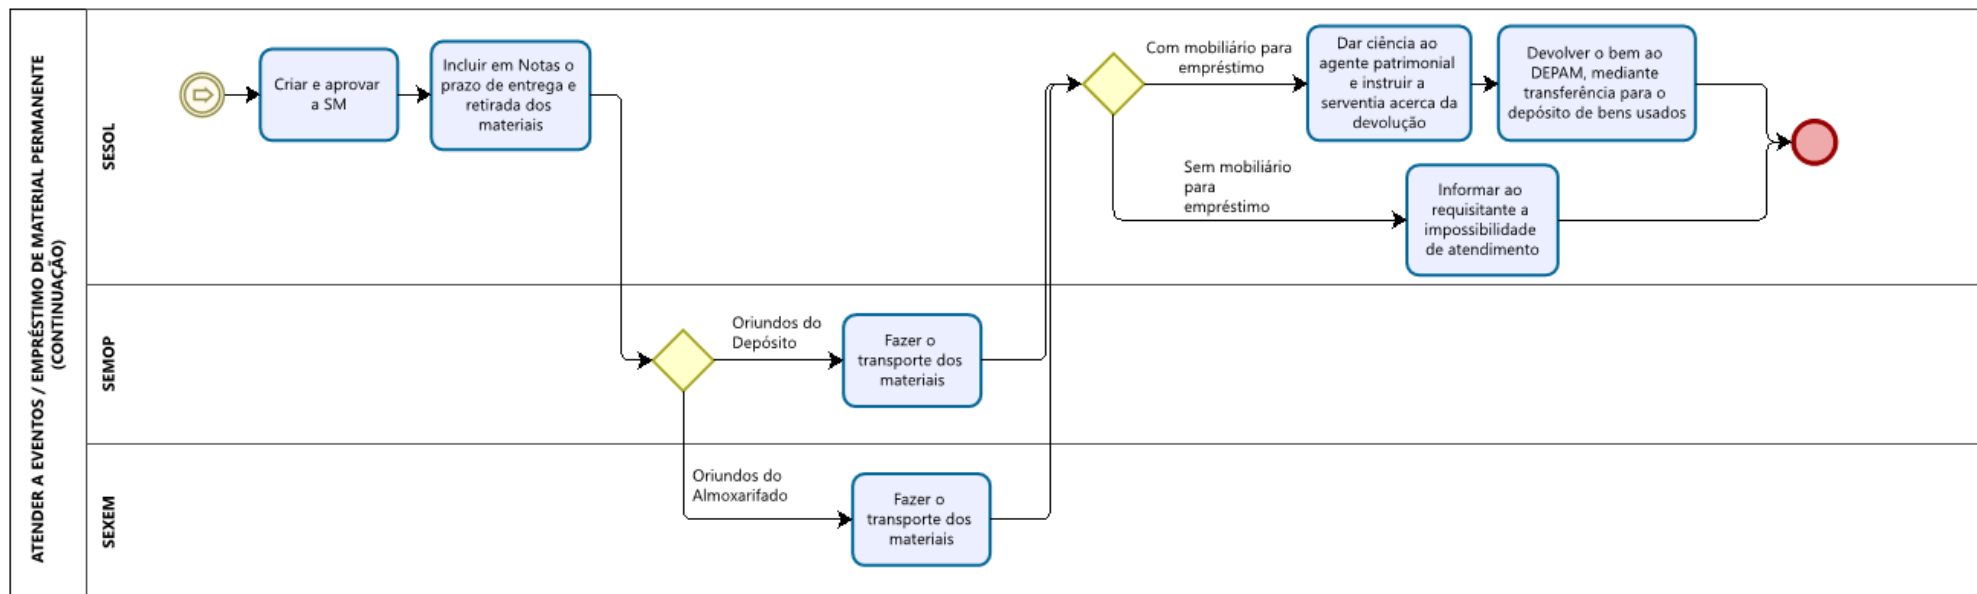 ATENDER A EVENTOS / EMPRÉSTIMO DE MATERIAL PERMANENTE
(CONTINUAÇÃO)
SESOL
Criar e aprovar
a SM
Incluir em Notas o
prazo de entrega e
retirada dos
materiais
Com mobiliário para
empréstimo
Dar ciência ao
agente patrimonial
e instruir a
serventia acerca da
devolução
Devolver o bem ao
DEPAM, mediante
transferência para o
depósito de bens usados
Sem mobiliário
para
empréstimo
Informar ao
requisitante a
impossibilidade
de atendimento
SEMOP
Oriundos do
Depósito
Fazer o
transporte dos
materiais
SEXEM
Oriundos do
Almoxarifado
Fazer o
transporte dos
materiais